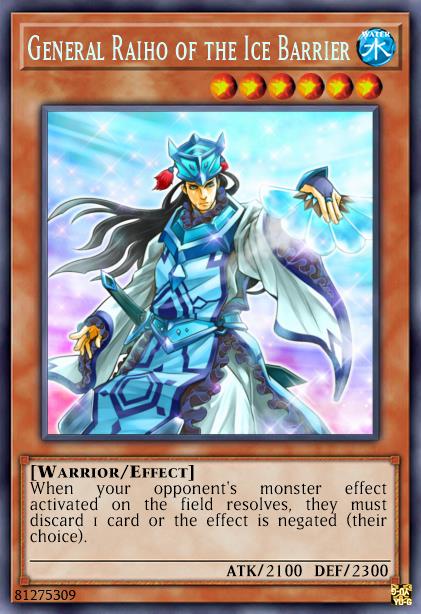 General Raiho of the Ice Barrier
WATER
水
[Warrior/Effect]
When your opponent's monster effect
activated on the field resolves, they must
discard 1 card or the effect is negated (their
choice).
ATK/2100 DEF/2300
81275309